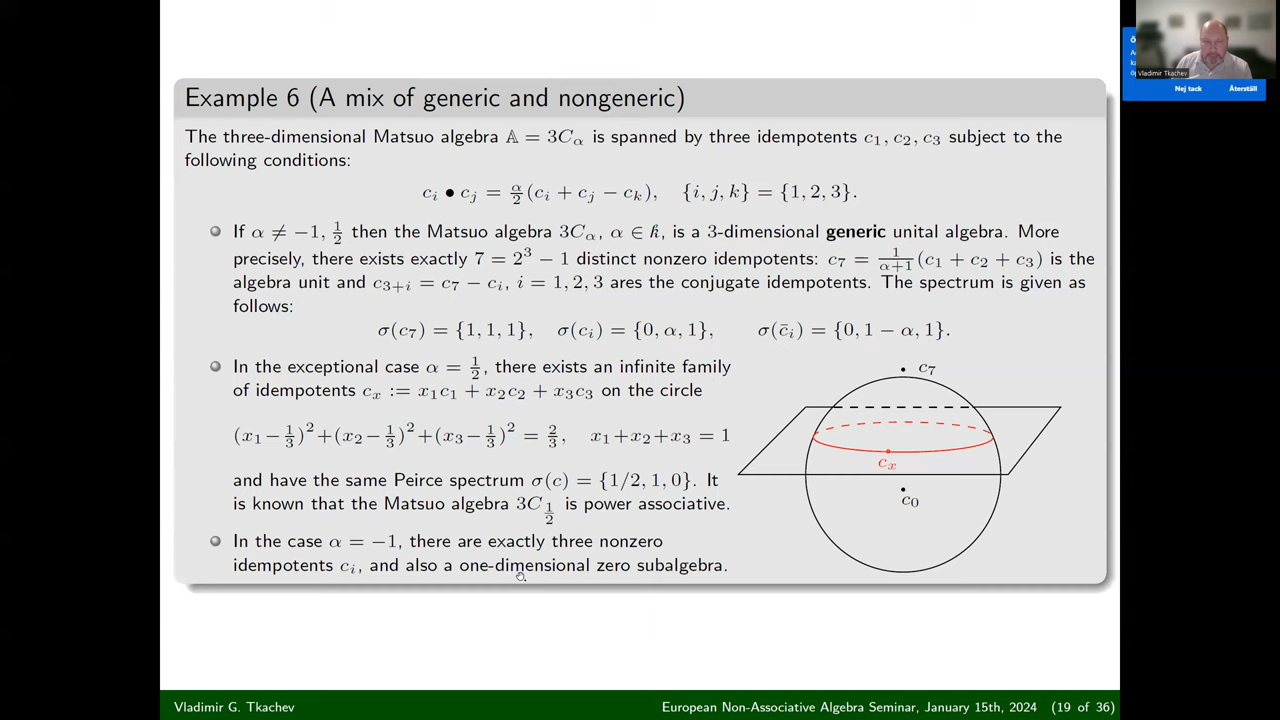 Example 6 (A mix of generic and nongeneric)
The three-dimensional Matsuo algebra 𝔸 = 3C_α is spanned by three idempotents c₁, c₂, c₃ subject to the
following conditions:
c_i • c_j = α/2 (c_i + c_j − c_k),   {i, j, k} = {1, 2, 3}.
If α ≠ −1, 1/2 then the Matsuo algebra 3C_α, α ∈ k, is a 3-dimensional generic unital algebra. More
precisely, there exists exactly 7 = 2³ − 1 distinct nonzero idempotents: c₇ = 1/(α+1) (c₁ + c₂ + c₃) is the
algebra unit and c_{3+i} = c₇ − c_i, i = 1, 2, 3 ares the conjugate idempotents. The spectrum is given as
follows:
σ(c₇) = {1, 1, 1},   σ(c_i) = {0, α, 1},   σ(c̄_i) = {0, 1 − α, 1}.
In the exceptional case α = 1/2, there exists an infinite family
of idempotents c_x := x₁c₁ + x₂c₂ + x₃c₃ on the circle
(x₁ − 1/3)² + (x₂ − 1/3)² + (x₃ − 1/3)² = 2/3,   x₁ + x₂ + x₃ = 1
and have the same Peirce spectrum σ(c) = {1/2, 1, 0}. It
is known that the Matsuo algebra 3C_{1/2} is power associative.
In the case α = −1, there are exactly three nonzero
idempotents c_i, and also a one-dimensional zero subalgebra.
c₇
c_x
c₀
Vladimir G. Tkachev
European Non-Associative Algebra Seminar, January 15th, 2024 (19 of 36)
Vladimir Tkachev
Nej tack
Återställ